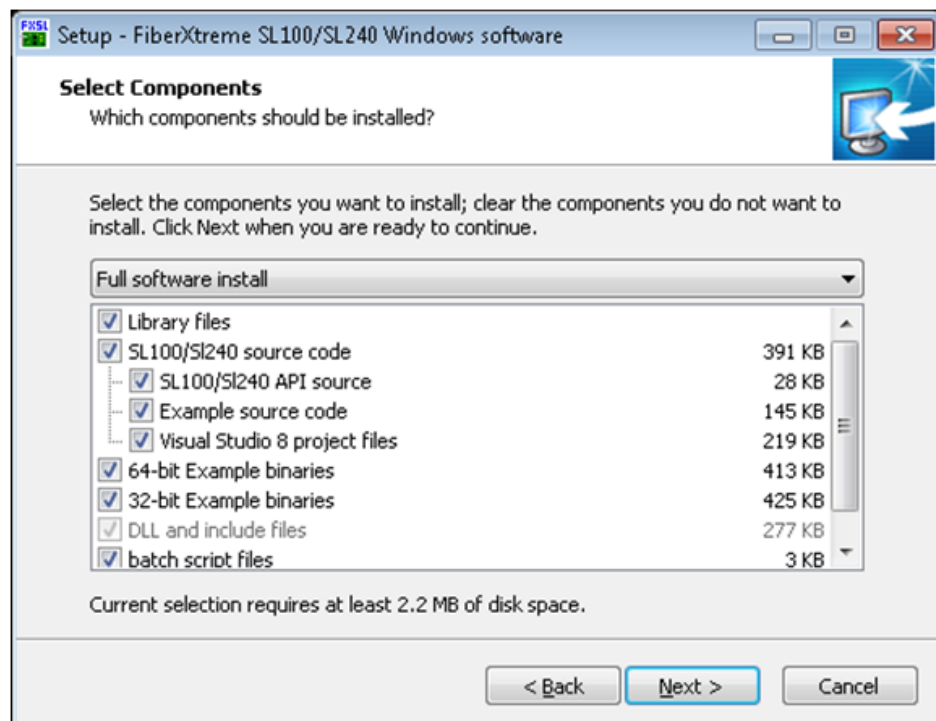 FXSL
Setup - FiberXtreme SL100/SL240 Windows software
Select Components
Which components should be installed?
Select the components you want to install; clear the components you do not want to
install. Click Next when you are ready to continue.
Full software install
Library files
SL100/Sl240 source code 391 KB
SL100/Sl240 API source 28 KB
Example source code 145 KB
Visual Studio 8 project files 219 KB
64-bit Example binaries 413 KB
32-bit Example binaries 425 KB
DLL and include files 277 KB
batch script files 3 KB
Current selection requires at least 2.2 MB of disk space.
< Back Next > Cancel